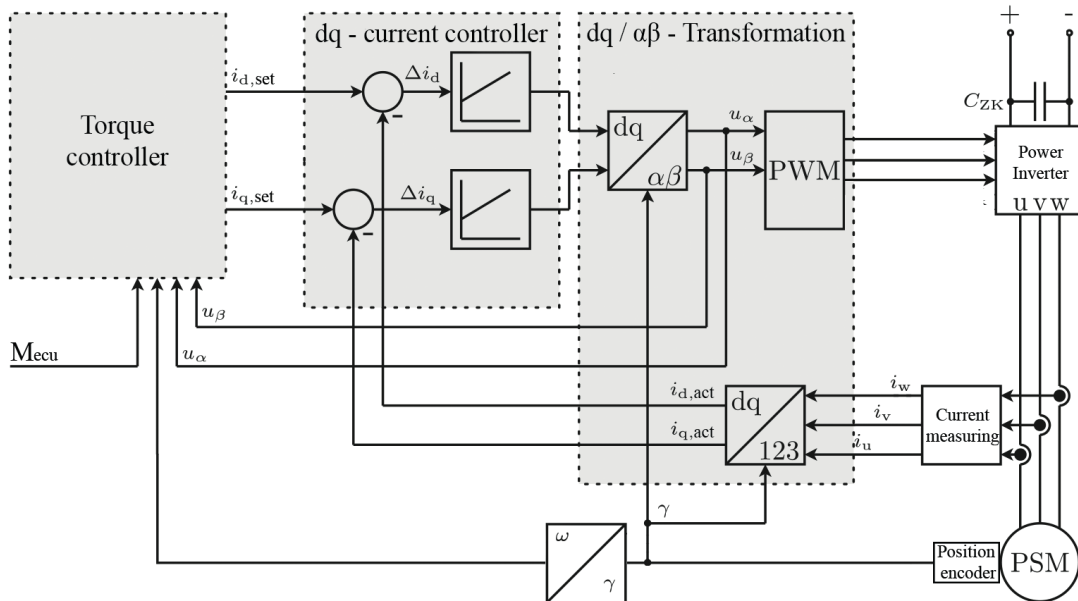 dq - current controller
dq / αβ - Transformation
+
-
Torque
controller
i_d,set
Δi_d
-
i_q,set
Δi_q
-
dq
αβ
u_α
u_β
PWM
C_ZK
Power
Inverter
u v w
u_β
M_ecu
u_α
i_d,act
i_q,act
dq
123
i_w
i_v
i_u
Current
measuring
γ
ω
γ
Position
encoder
PSM